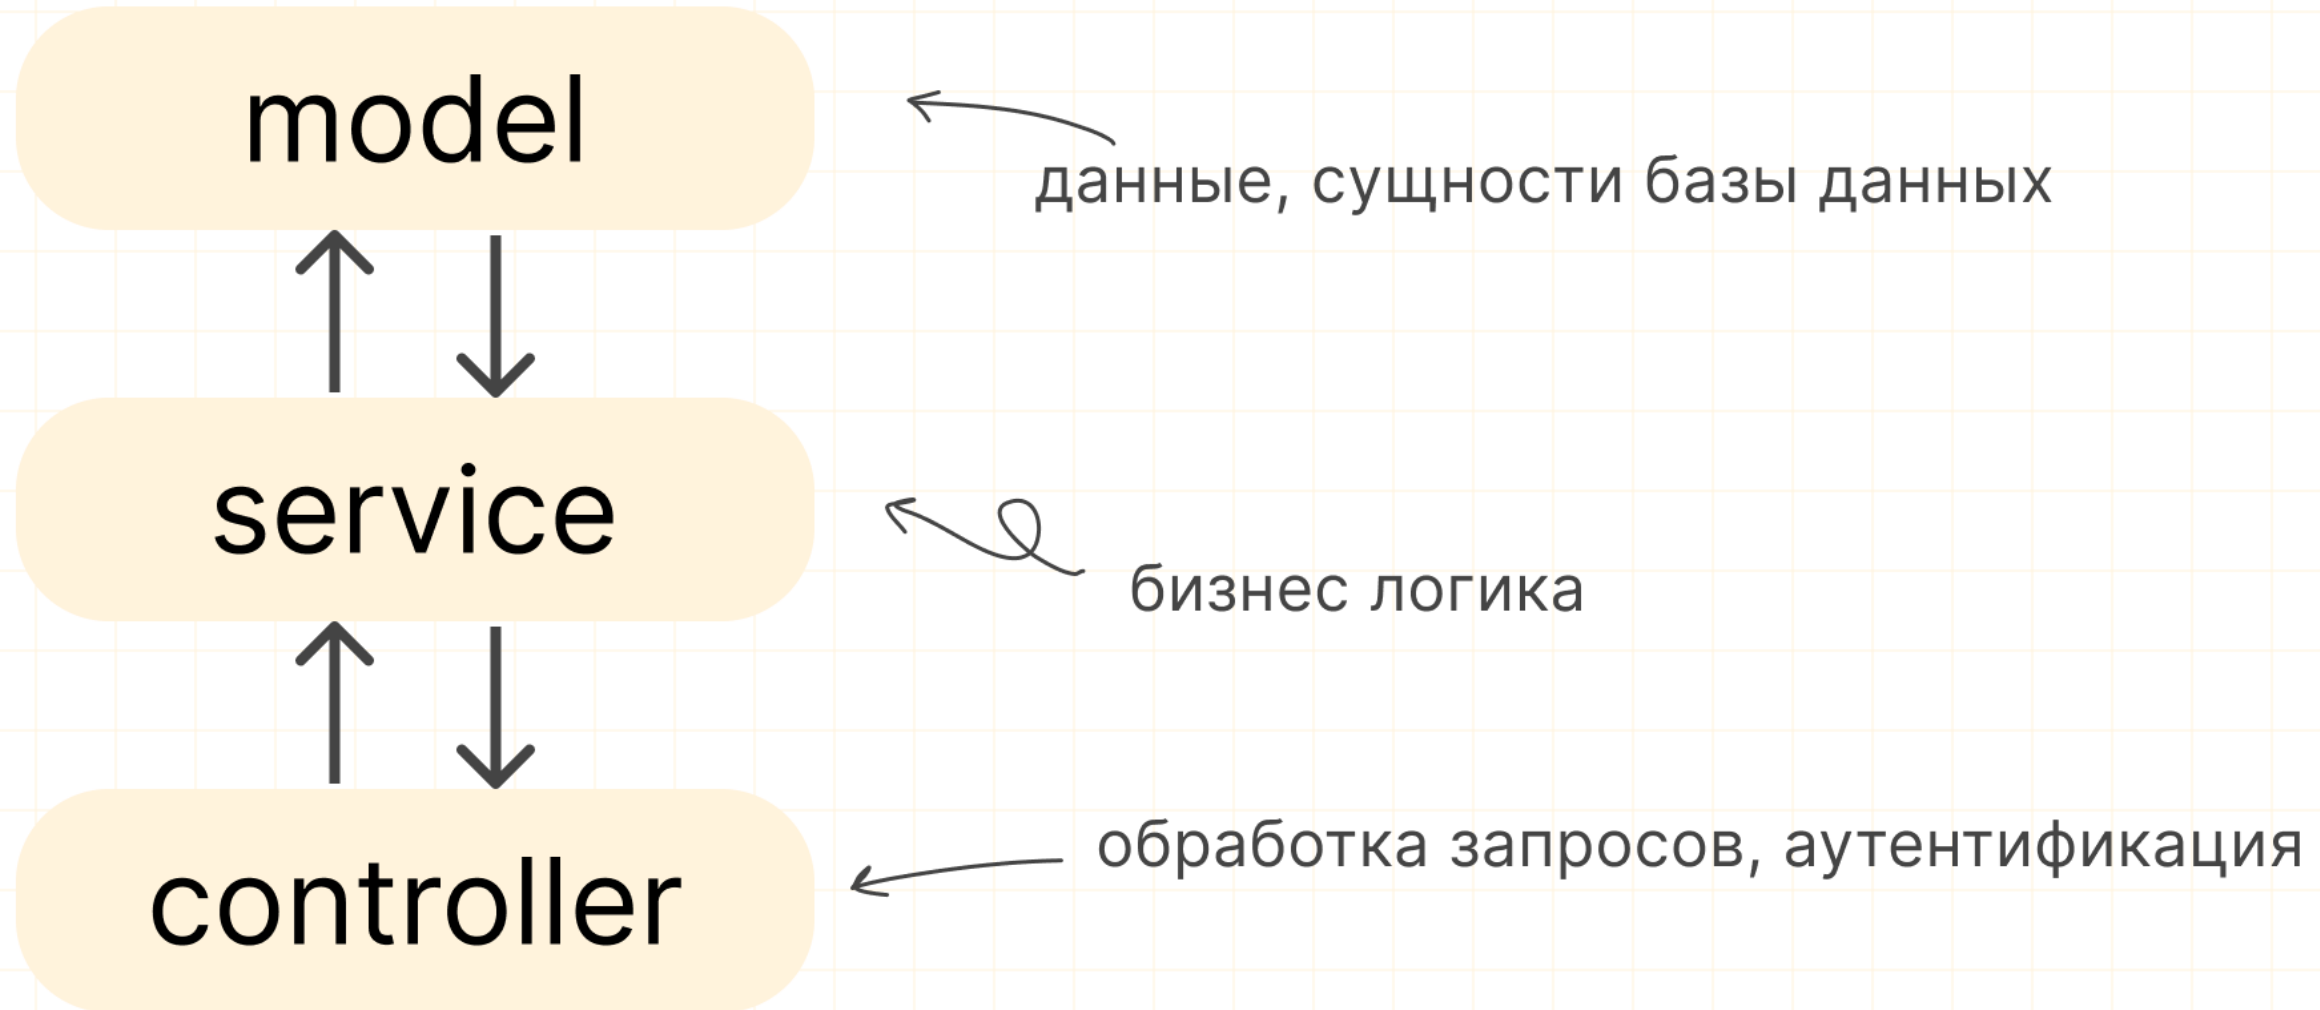 model
данные, сущности базы данных
service
бизнес логика
обработка запросов, аутентификация
controller